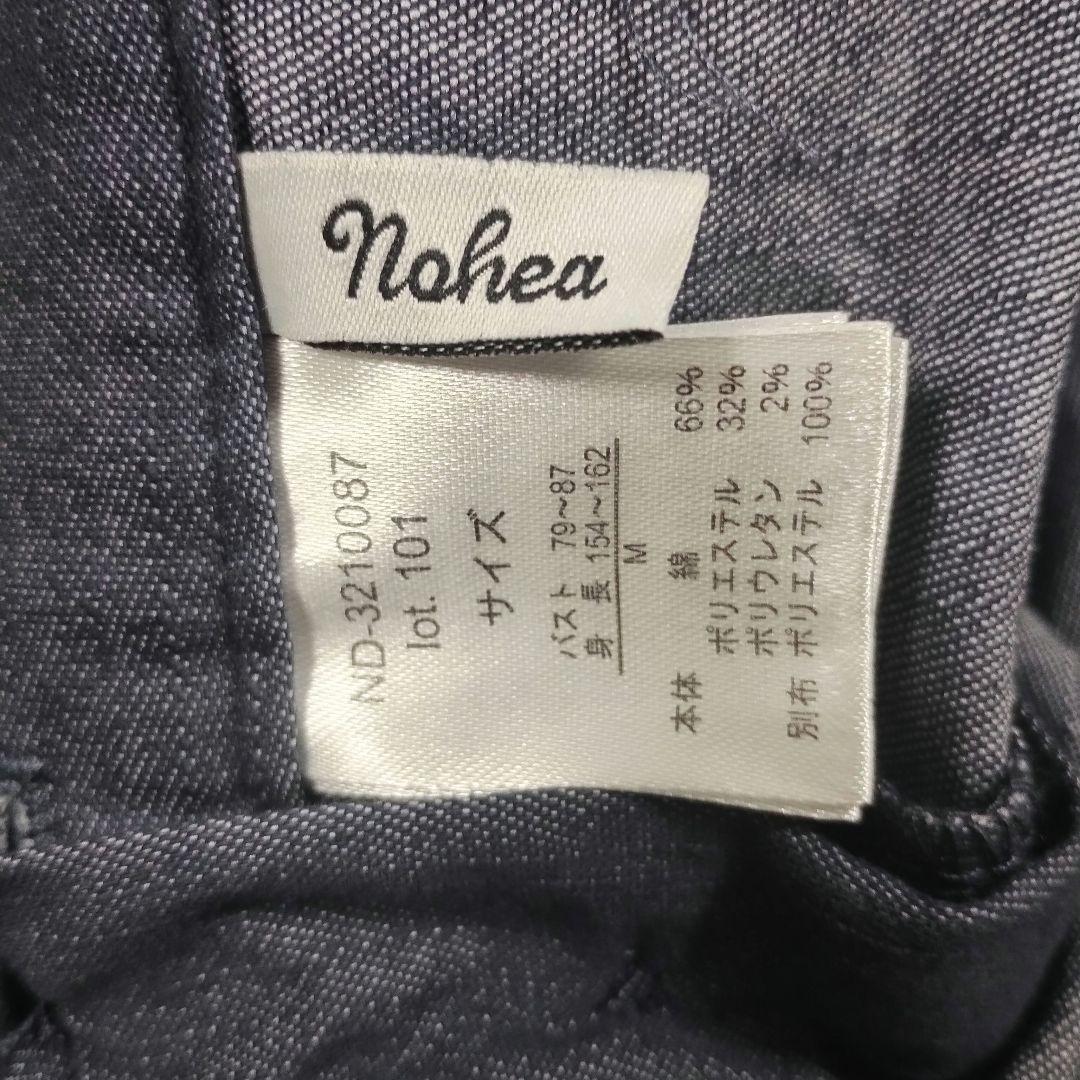 Nohea
ND-3210087
lot. 101
サイズ
バスト 79～87
身 長 154～162
M
本体 綿 66%
ポリエステル 32%
ポリウレタン 2%
別布 ポリエステル 100%